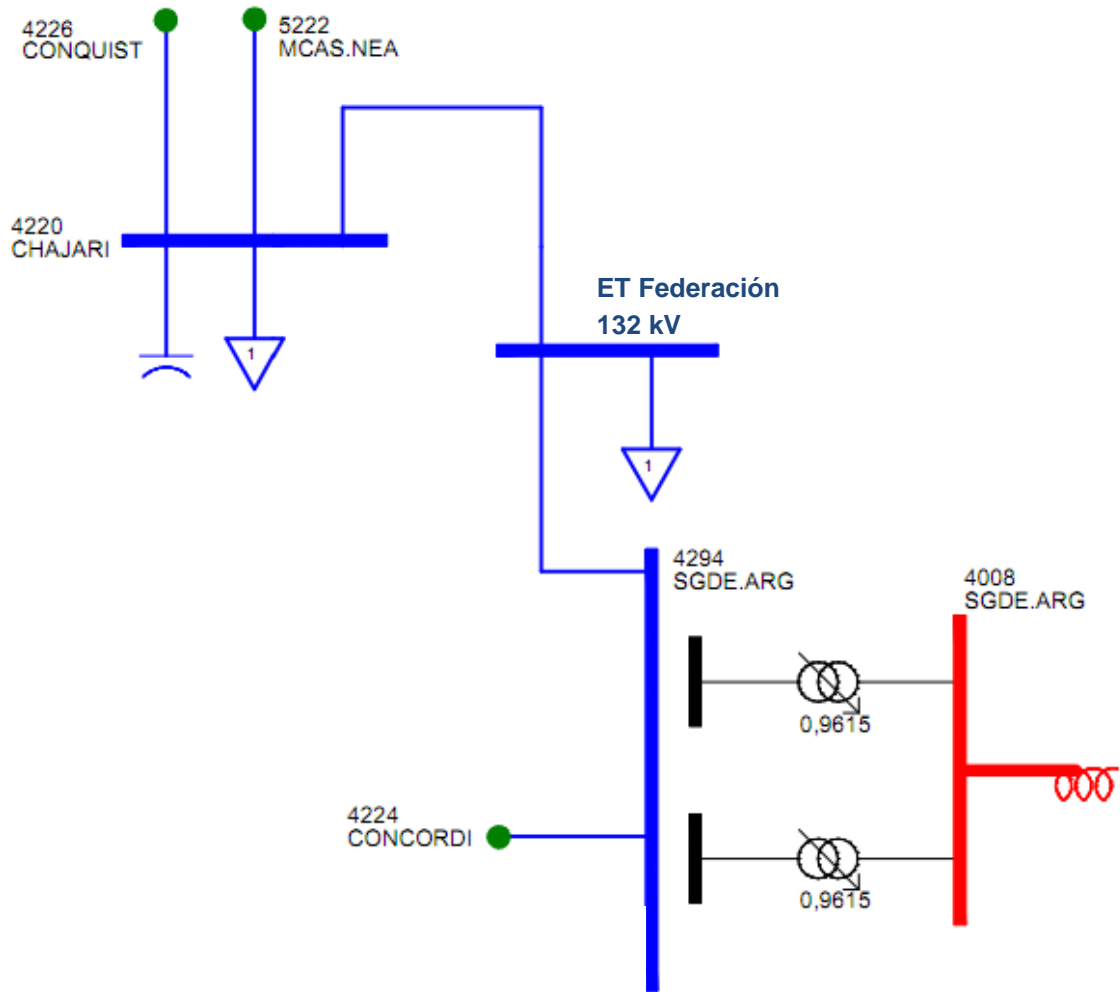 4226
CONQUIST
5222
MCAS.NEA
4220
CHAJARI
1
ET Federación
132 kV
1
4294
SGDE.ARG
4008
SGDE.ARG
0,9615
4224
CONCORDI
0,9615